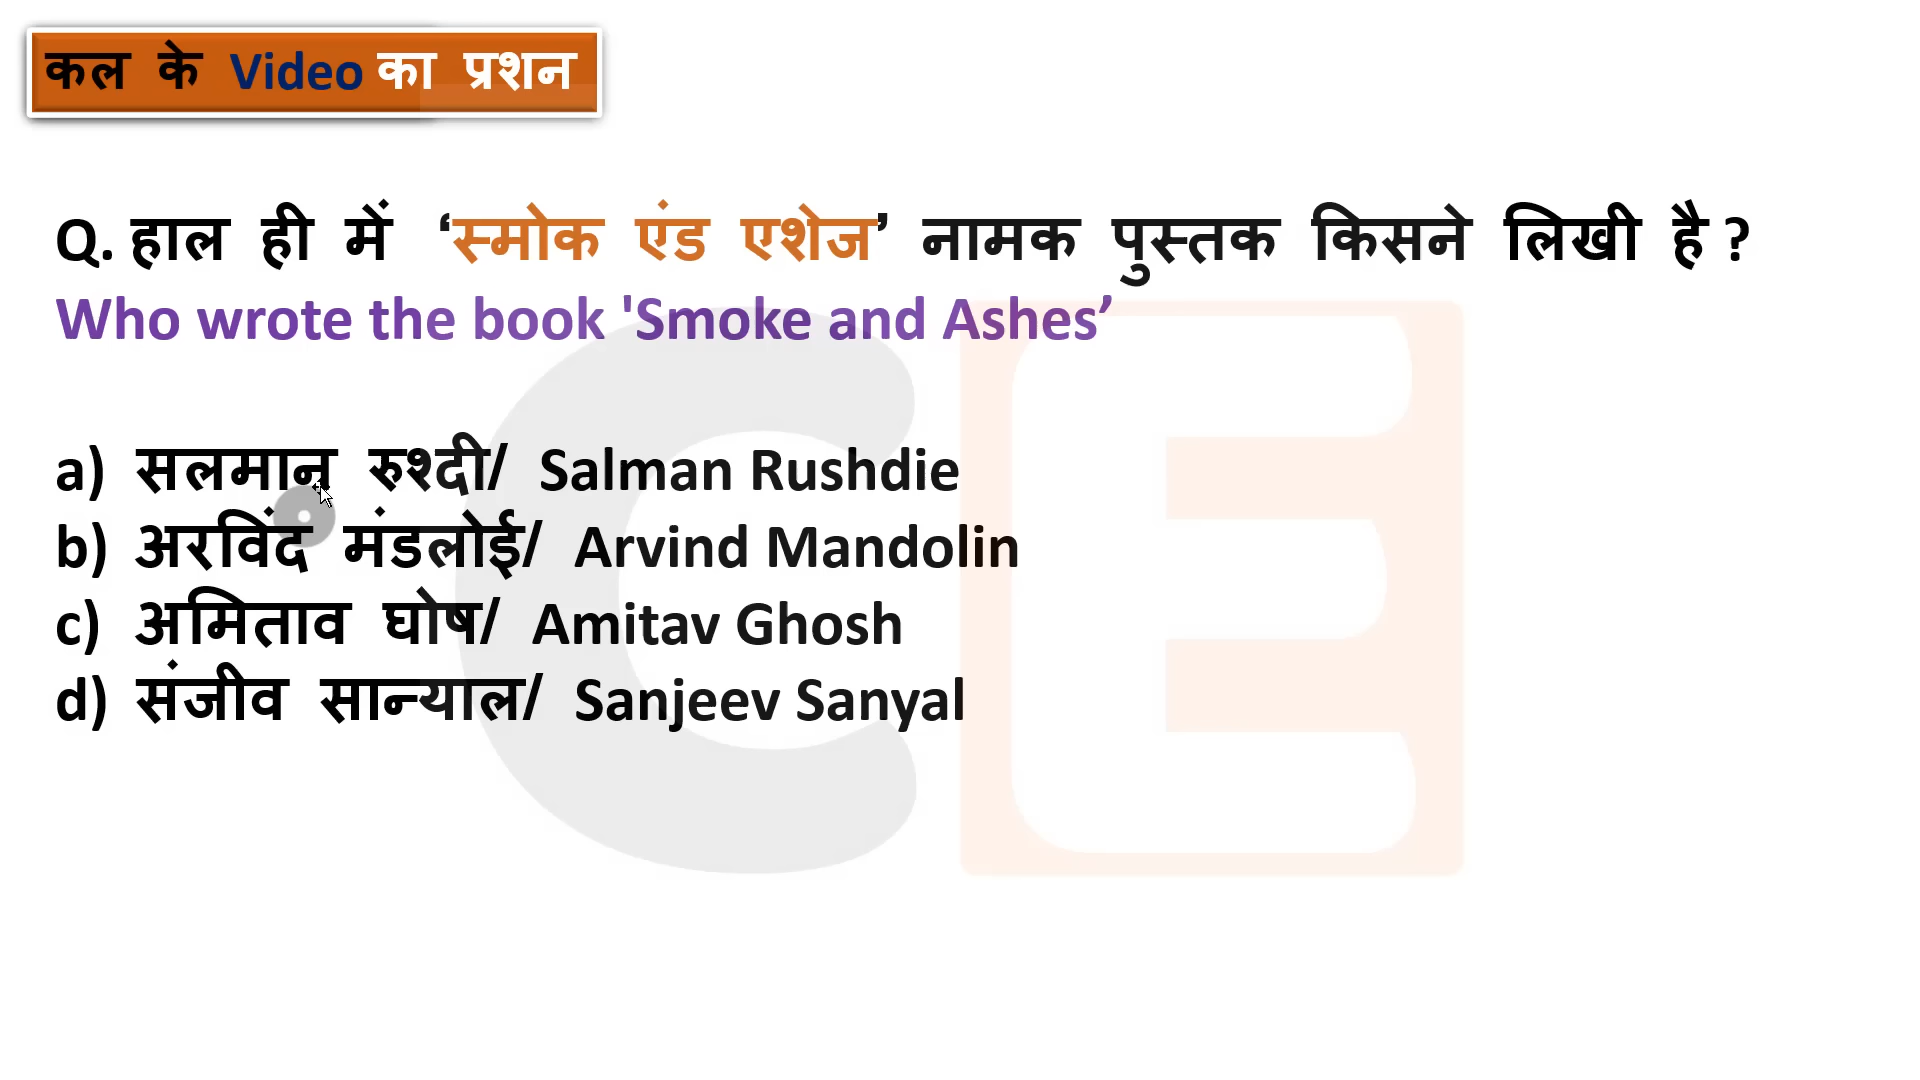 कल के Video का प्रशन
Q. हाल ही में ‘स्मोक एंड एशेज’ नामक पुस्तक किसने लिखी है ?
Who wrote the book 'Smoke and Ashes’
a) सलमान रुश्दी/ Salman Rushdie
b) अरविंद मंडलोई/ Arvind Mandolin
c) अमिताव घोष/ Amitav Ghosh
d) संजीव सान्याल/ Sanjeev Sanyal
CE